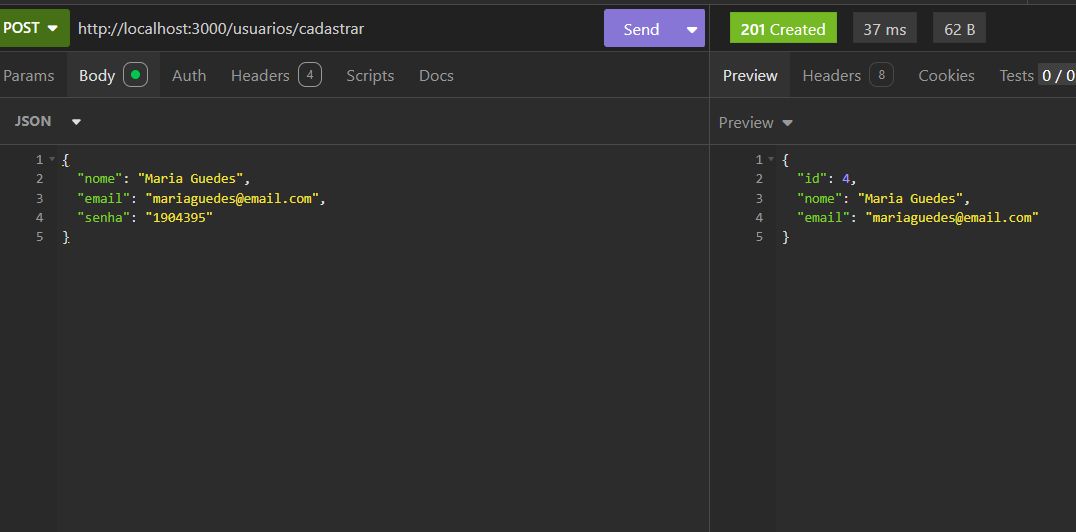 POST http://localhost:3000/usuarios/cadastrar Send
Params Body Auth Headers 4 Scripts Docs
JSON
1 {
2 "nome": "Maria Guedes",
3 "email": "mariaguedes@email.com",
4 "senha": "1904395"
5 }
201 Created 37 ms 62 B
Preview Headers 8 Cookies Tests 0 / 0
Preview
1 {
2 "id": 4,
3 "nome": "Maria Guedes",
4 "email": "mariaguedes@email.com"
5 }